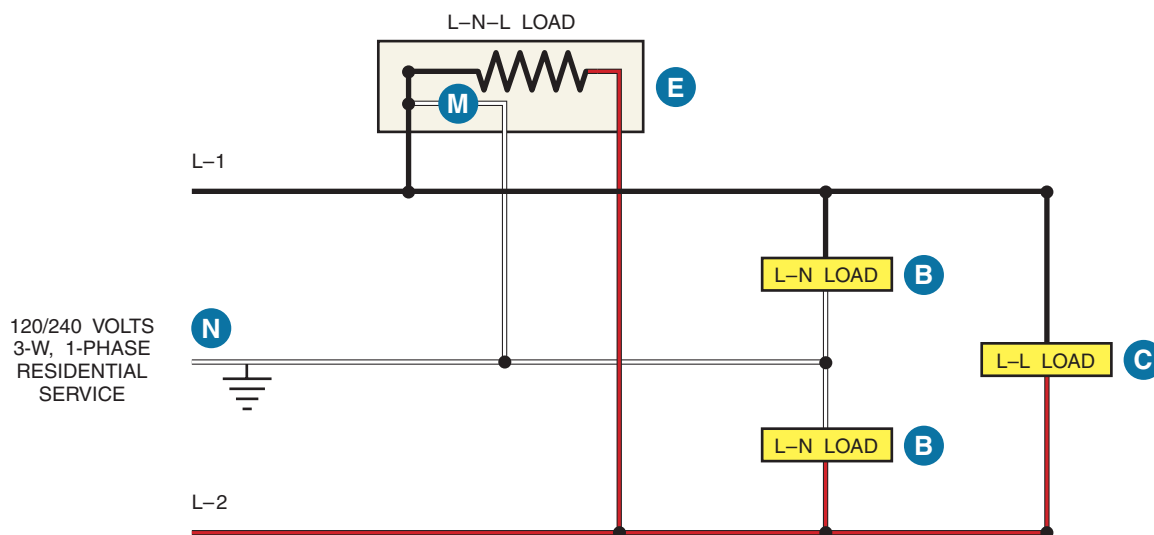 L–N–L LOAD
M
E
L–1
L–N LOAD
B
N
120/240 VOLTS
3-W, 1-PHASE
RESIDENTIAL
SERVICE
L–L LOAD
C
L–N LOAD
B
L–2